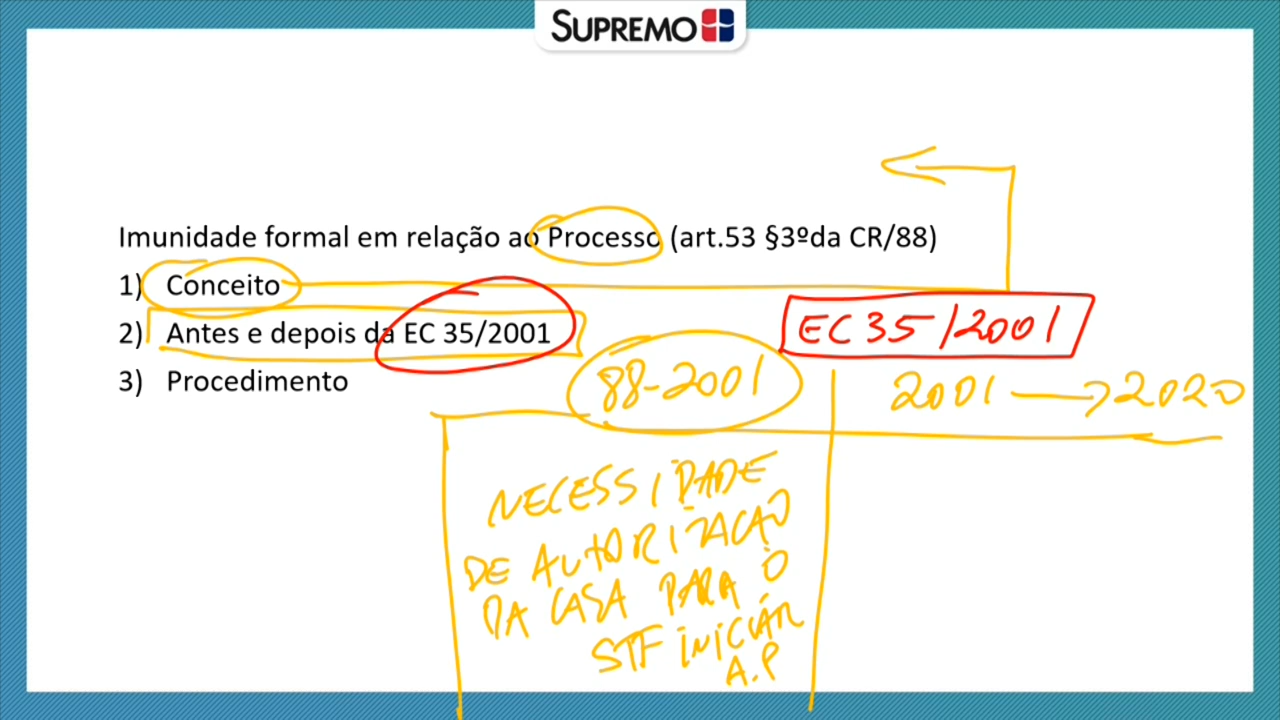 SUPREMO
Imunidade formal em relação ao Processo (art.53 §3ºda CR/88)
1) Conceito
2) Antes e depois da EC 35/2001
EC 35/2001
3) Procedimento
88-2001
2001 → 2020
NECESSIDADE
DE AUTORIZAÇÃO
DA CASA PARA O
STF INICIAR
A.P